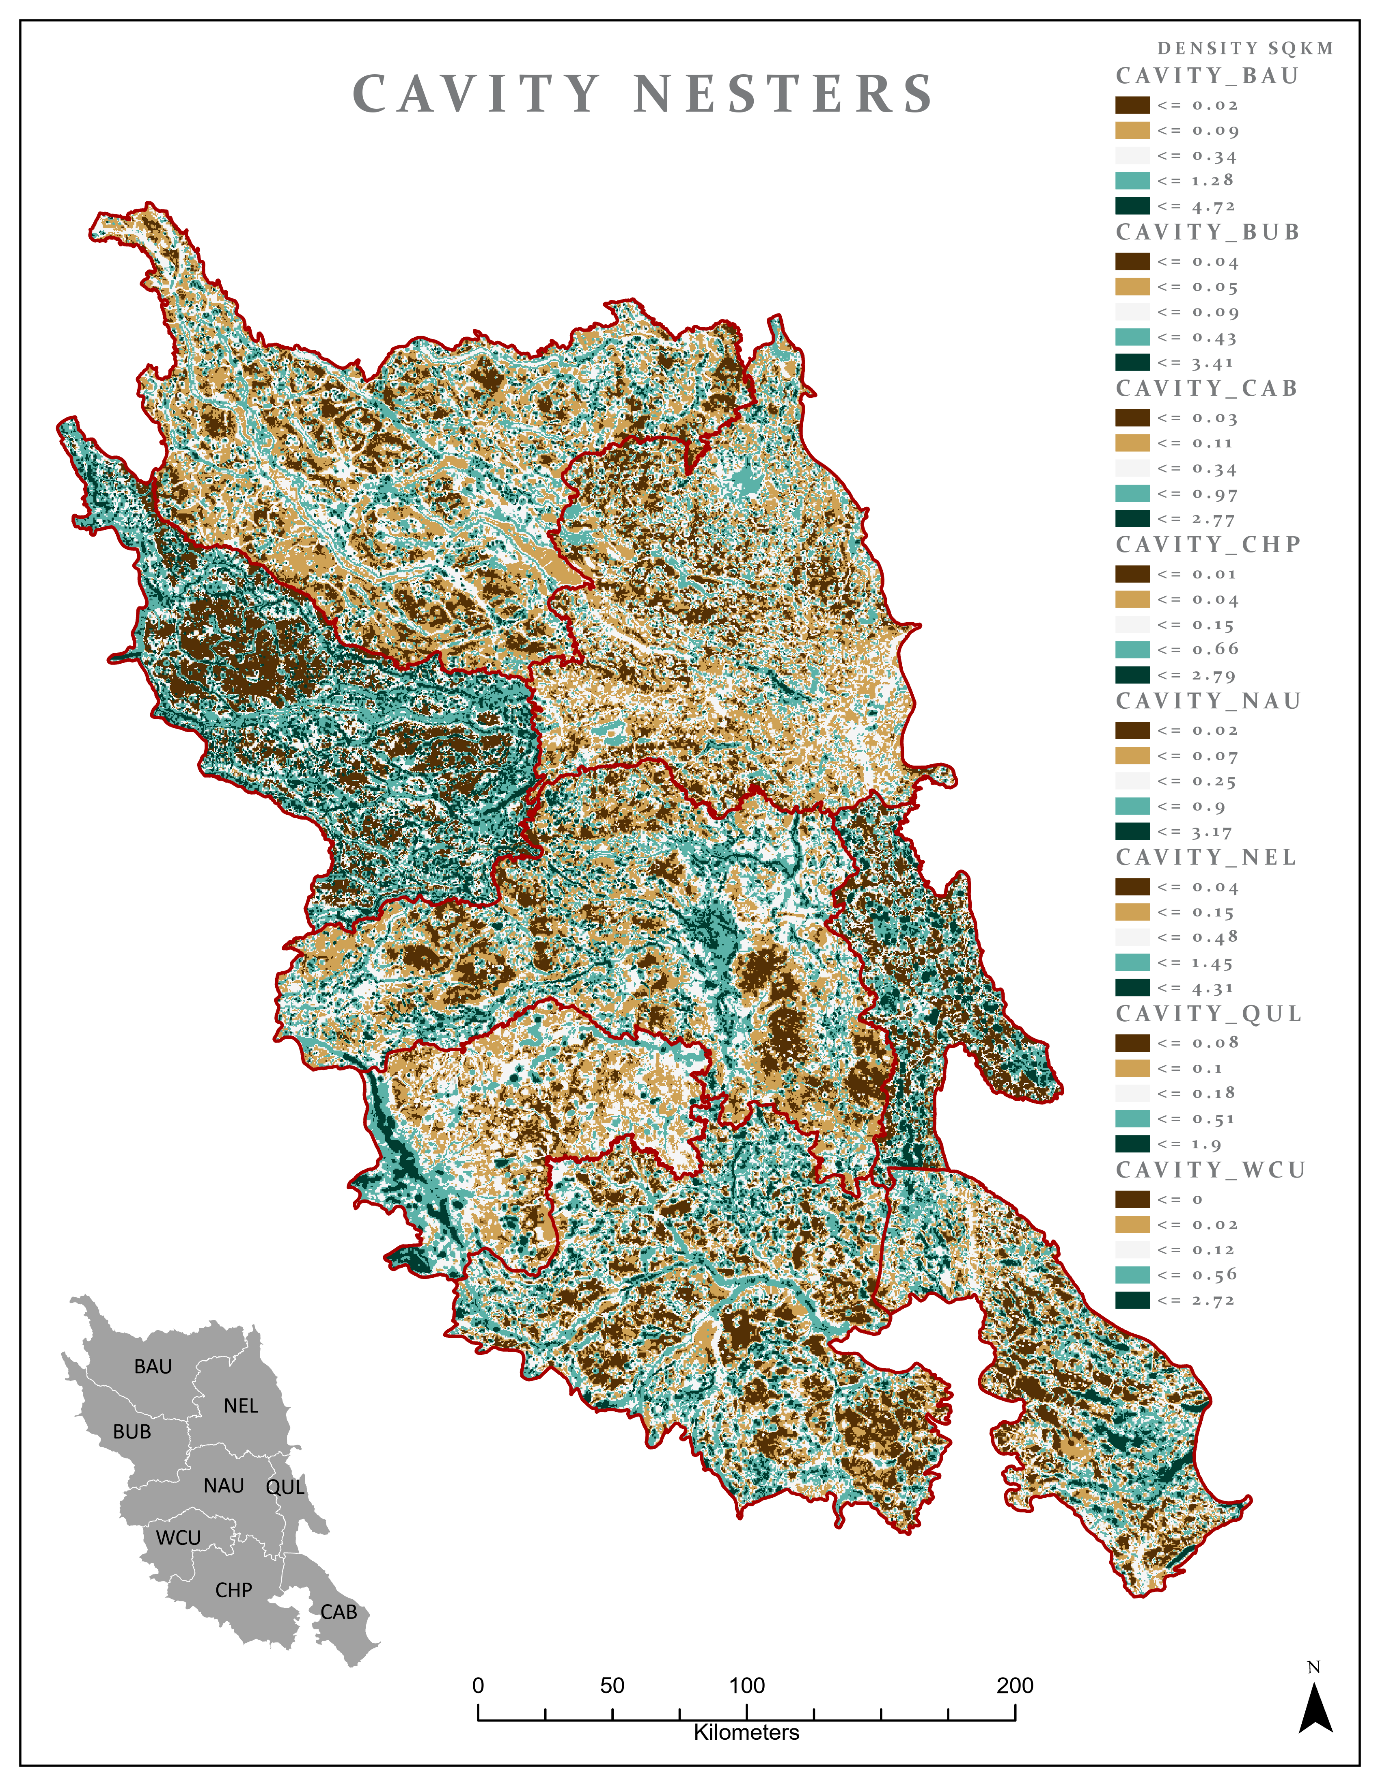 CAVITY NESTERS
DENSITY SQKM
CAVITY_BAU
<= 0.02
<= 0.09
<= 0.34
<= 1.28
<= 4.72
CAVITY_BUB
<= 0.04
<= 0.05
<= 0.09
<= 0.43
<= 3.41
CAVITY_CAB
<= 0.03
<= 0.11
<= 0.34
<= 0.97
<= 2.77
CAVITY_CHP
<= 0.01
<= 0.04
<= 0.15
<= 0.66
<= 2.79
CAVITY_NAU
<= 0.02
<= 0.07
<= 0.25
<= 0.9
<= 3.17
CAVITY_NEL
<= 0.04
<= 0.15
<= 0.48
<= 1.45
<= 4.31
CAVITY_QUL
<= 0.08
<= 0.1
<= 0.18
<= 0.51
<= 1.9
CAVITY_WCU
<= 0
<= 0.02
<= 0.12
<= 0.56
<= 2.72
BAU
NEL
BUB
NAU
QUL
WCU
CHP
CAB
0 50 100 200
Kilometers
N